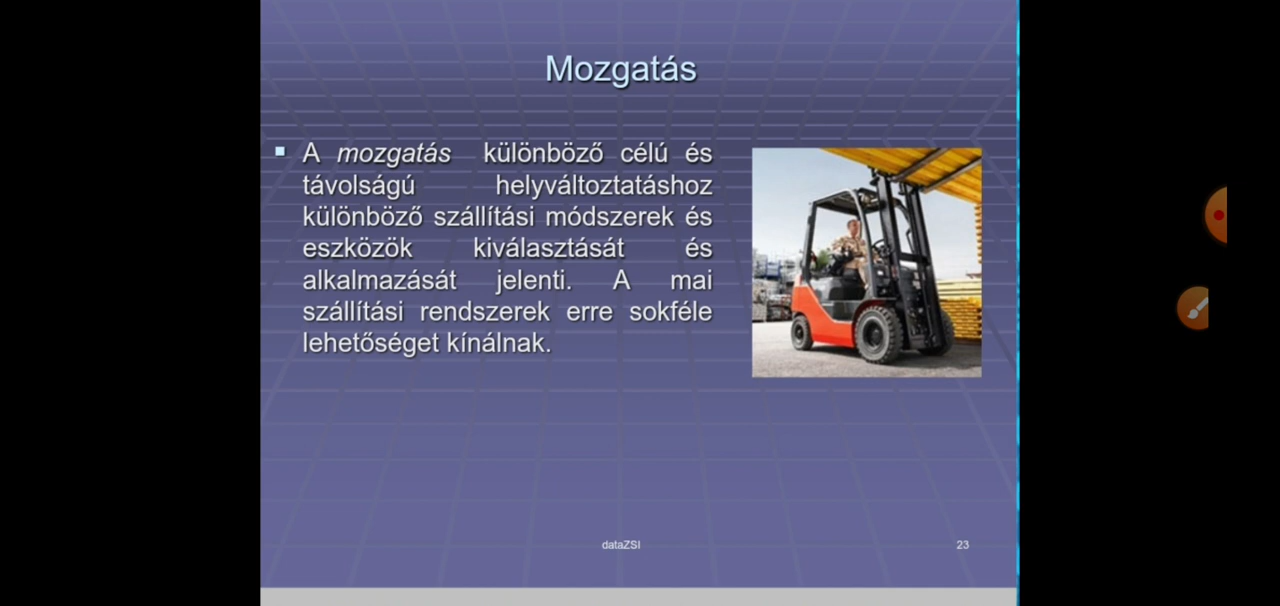 Mozgatás
A mozgatás különböző célú és
távolságú helyváltoztatáshoz
különböző szállítási módszerek és
eszközök kiválasztását és
alkalmazását jelenti. A mai
szállítási rendszerek erre sokféle
lehetőséget kínálnak.
dataZSI
23